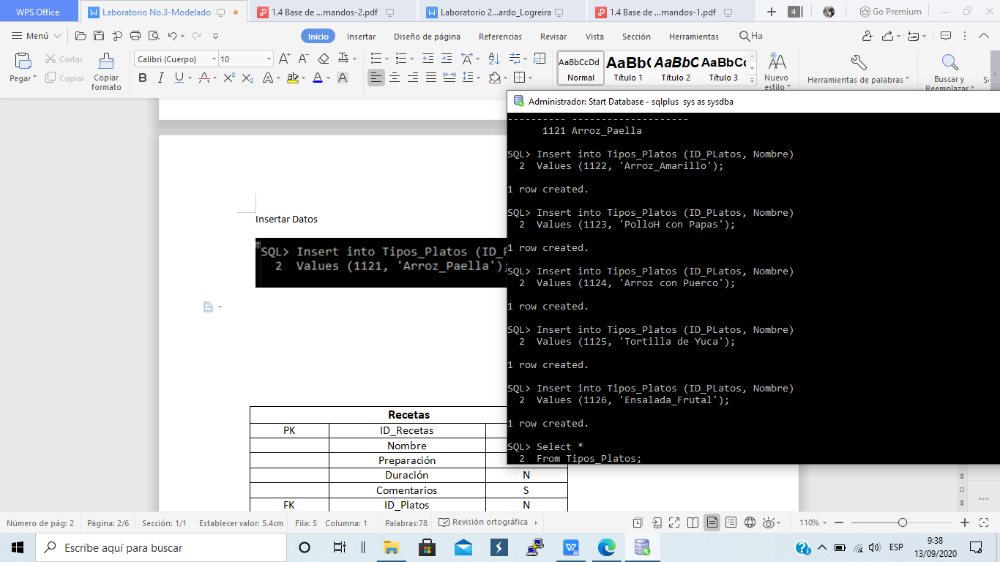 WPS Office
Laboratorio No.3-Modelado
1.4 Base de ...mandos-2.pdf
Laboratorio 2...ardo_Logreira
1.4 Base de ...mandos-1.pdf
4
Go Premium
Menú
Inicio
Insertar
Diseño de página
Referencias
Revisar
Vista
Sección
Herramientas
Ha
Pegar
Cortar
Copiar
Copiar formato
Calibri (Cuerpo)
10
AaBbCcDd
Normal
AaBbC
Título 1
AaBbC
Título 2
AaBbCc
Título 3
Nuevo estilo
Herramientas de palabras
Buscar y Reemplazar
Administrador: Start Database - sqlplus sys as sysdba
---------- --------------------
1121 Arroz_Paella
SQL> Insert into Tipos_Platos (ID_PLatos, Nombre)
2 Values (1122, 'Arroz_Amarillo');
1 row created.
SQL> Insert into Tipos_Platos (ID_PLatos, Nombre)
2 Values (1123, 'PolloH con Papas');
1 row created.
SQL> Insert into Tipos_Platos (ID_PLatos, Nombre)
2 Values (1124, 'Arroz con Puerco');
1 row created.
SQL> Insert into Tipos_Platos (ID_PLatos, Nombre)
2 Values (1125, 'Tortilla de Yuca');
1 row created.
SQL> Insert into Tipos_Platos (ID_PLatos, Nombre)
2 Values (1126, 'Ensalada_Frutal');
1 row created.
SQL> Select *
2 From Tipos_Platos;
Insertar Datos
SQL> Insert into Tipos_Platos (ID_P
2 Values (1121, 'Arroz_Paella');
Recetas
PK ID_Recetas
Nombre
Preparación
Duración N
Comentarios S
FK ID_Platos N
Número de pág: 2
Página: 2/6
Sección: 1/1
Establecer valor: 5.4cm
Fila: 5
Columna: 1
Palabras:78
Revisión ortográfica
110%
Escribe aquí para buscar
ESP
9:38
13/09/2020